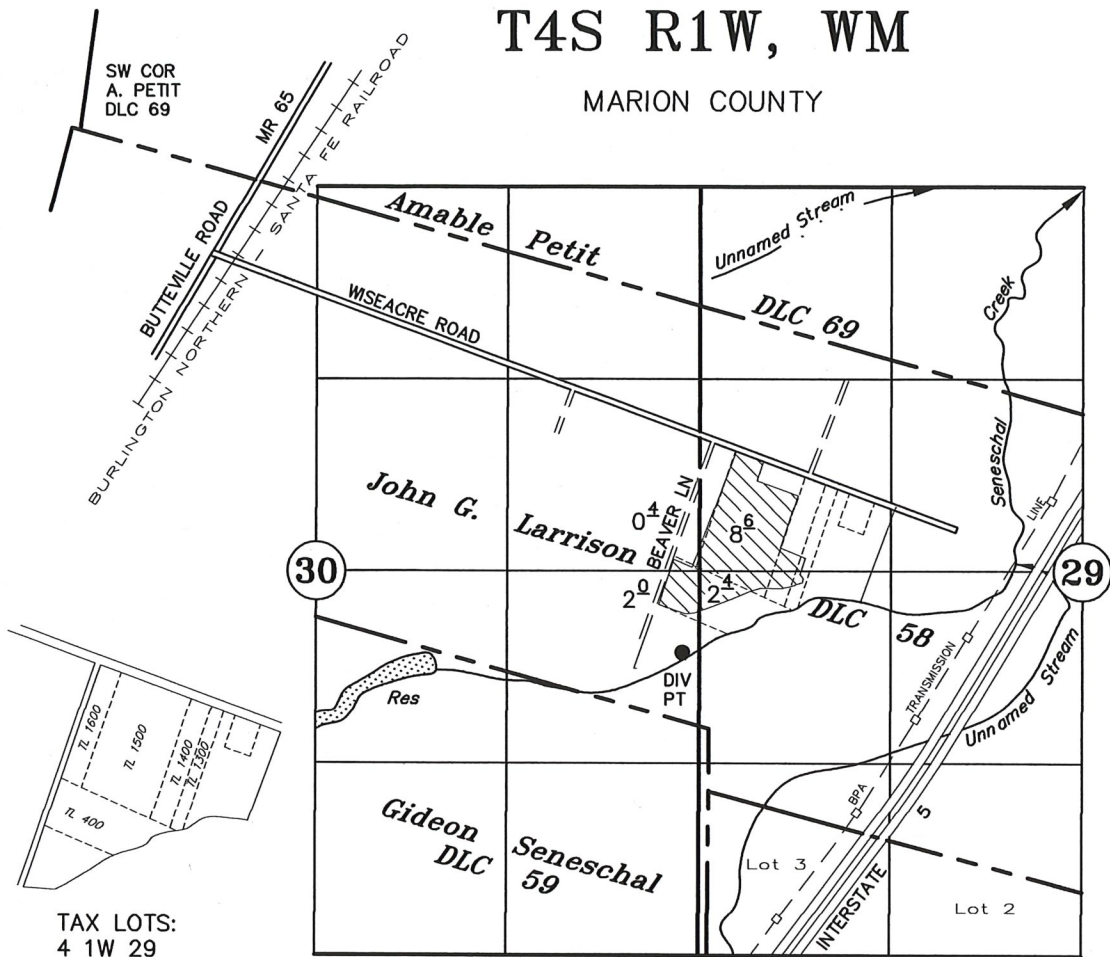 T4S R1W, WM
MARION COUNTY
SW COR
A. PETIT
DLC 69
MR 65
BUTTEVILLE ROAD
BURLINGTON NORTHERN - SANTA FE RAILROAD
WISEACRE ROAD
Amable Petit
DLC 69
Unnamed Stream
Seneschal Creek
John G. Larrison
DLC 58
BEAVER LN
0 4
8 6
2 0
2 4
30
29
DIV
PT
Res
LINE
TRANSMISSION
BPA
Unnamed Stream
Gideon Seneschal
DLC 59
Lot 3
Lot 2
INTERSTATE 5
TL 1600
TL 1500
TL 1400
TL 1300
TL 400
TAX LOTS:
4 1W 29